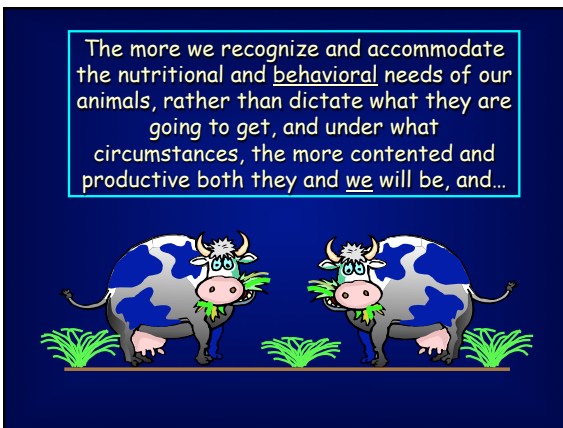 The more we recognize and accommodate
the nutritional and behavioral needs of our
animals, rather than dictate what they are
going to get, and under what
circumstances, the more contented and
productive both they and we will be, and…